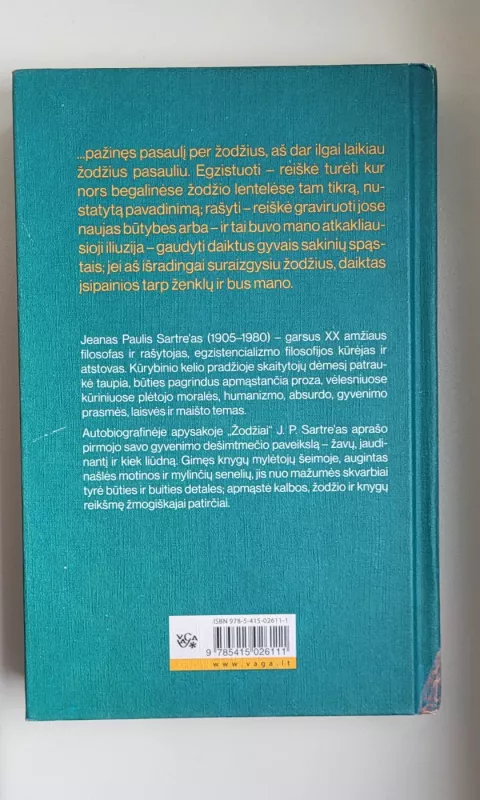 ...pažinęs pasaulį per žodžius, aš dar ilgai laikiau
žodžius pasauliu. Egzistuoti – reiškė turėti kur
nors begalinėse žodžio lentelėse tam tikrą, nu-
statytą pavadinimą; rašyti – reiškė graviruoti jose
naujas būtybes arba – ir tai buvo mano atkakliau-
sioji iliuzija – gaudyti daiktus gyvais sakinių spąs-
tais: jei aš išradingai suraizgysiu žodžius, daiktas
įsipainios tarp ženklų ir bus mano.
Jeanas Paulis Sartre'as (1905–1980) – garsus XX amžiaus
filosofas ir rašytojas, egzistencializmo filosofijos kūrėjas ir
atstovas. Kūrybinio kelio pradžioje skaitytojų dėmesį patrau-
kė taupia, būties pagrindus apmąstančia proza, vėlesniuose
kūriniuose plėtojo moralės, humanizmo, absurdo, gyvenimo
prasmės, laisvės ir maišto temas.
Autobiografinėje apysakoje „Žodžiai" J. P. Sartre'as aprašo
pirmojo savo gyvenimo dešimtmečio paveikslą – žavų, jaudi-
nantį ir kiek liūdną. Gimęs knygų mylėtojų šeimoje, augintas
našlės motinos ir mylinčių senelių, jis nuo mažumės skvarbiai
tyrė būties ir buities detales; apmąstė kalbos, žodžio ir knygų
reikšmę žmogiškajai patirčiai.
ISBN 978-5-415-02611-1
VAGA
9 785415 026111
www.vaga.lt